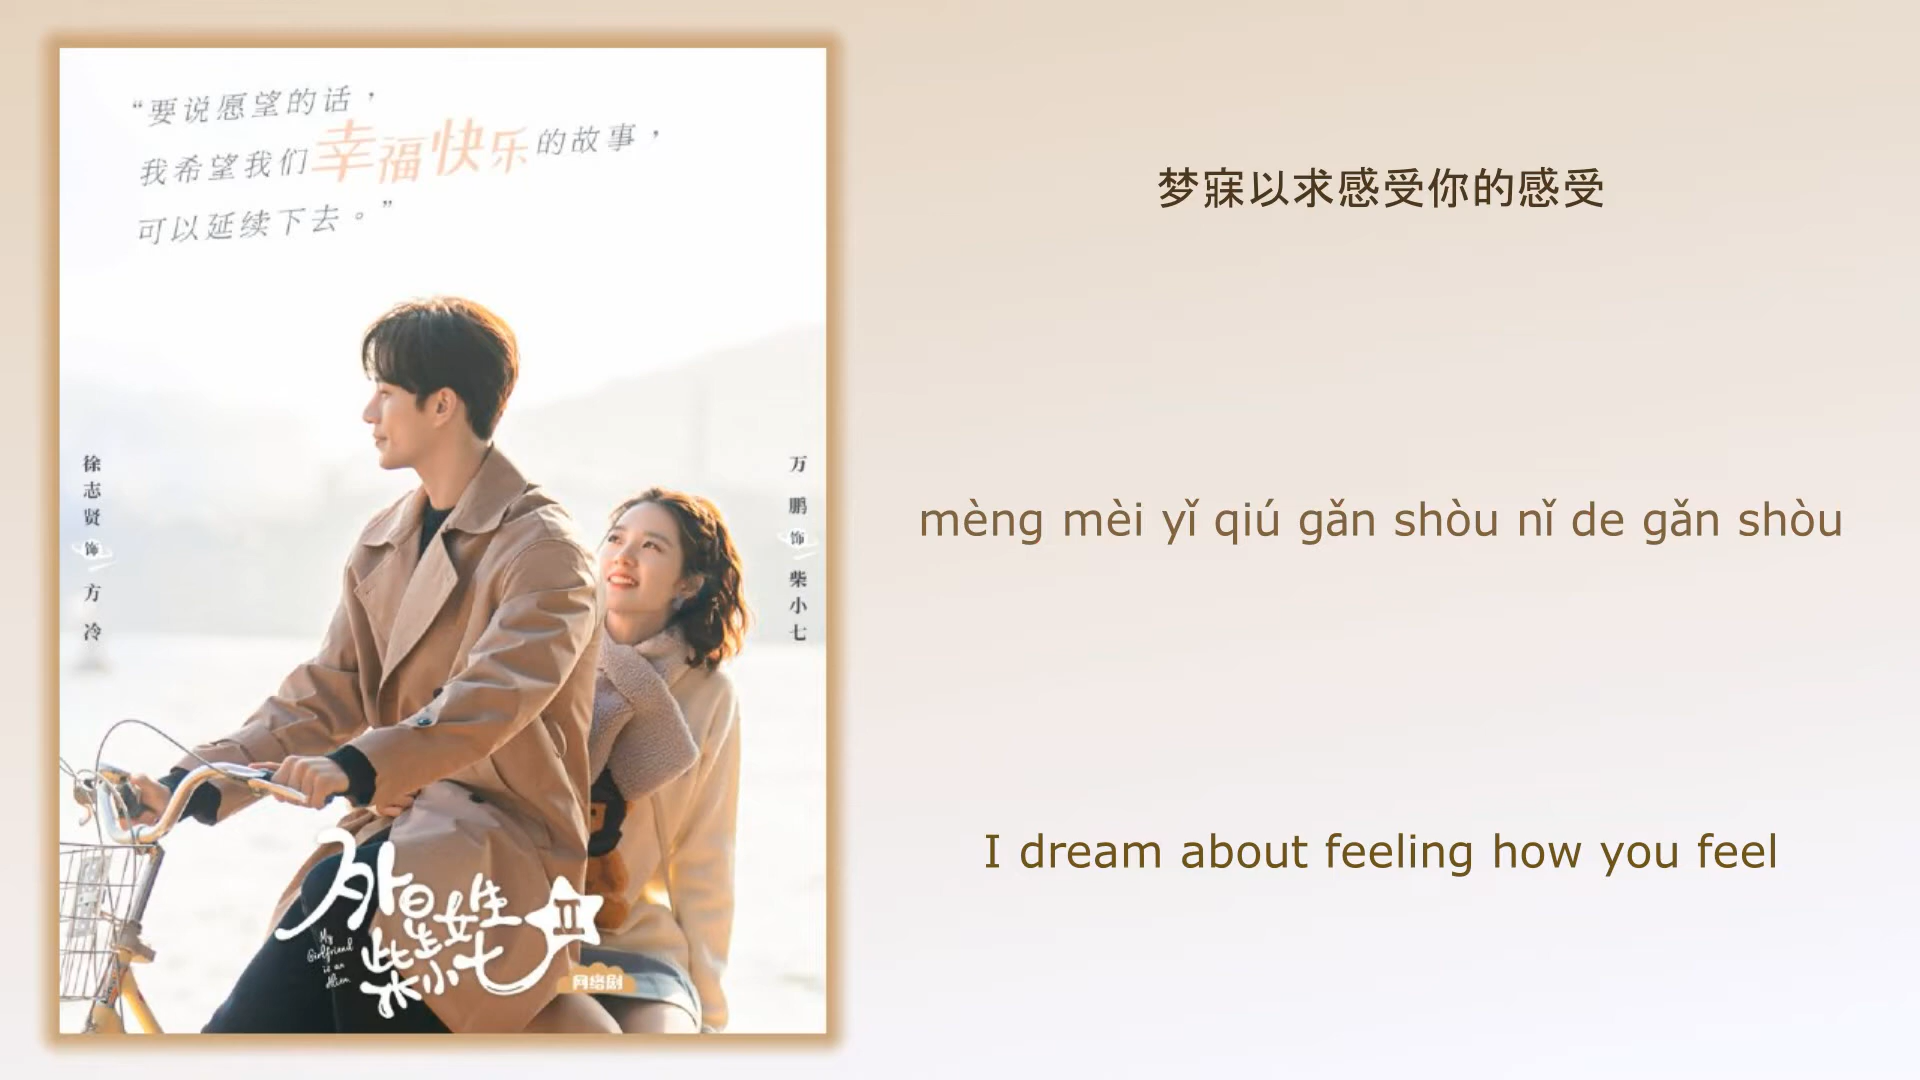 “要说愿望的话，
我希望我们幸福快乐的故事，
可以延续下去。”
徐志贤 饰 方冷
万鹏 饰 柴小七
外星女生
柴小七 II
My
Girlfriend
is an
Alien
网络剧
梦寐以求感受你的感受
mèng mèi yǐ qiú gǎn shòu nǐ de gǎn shòu
I dream about feeling how you feel